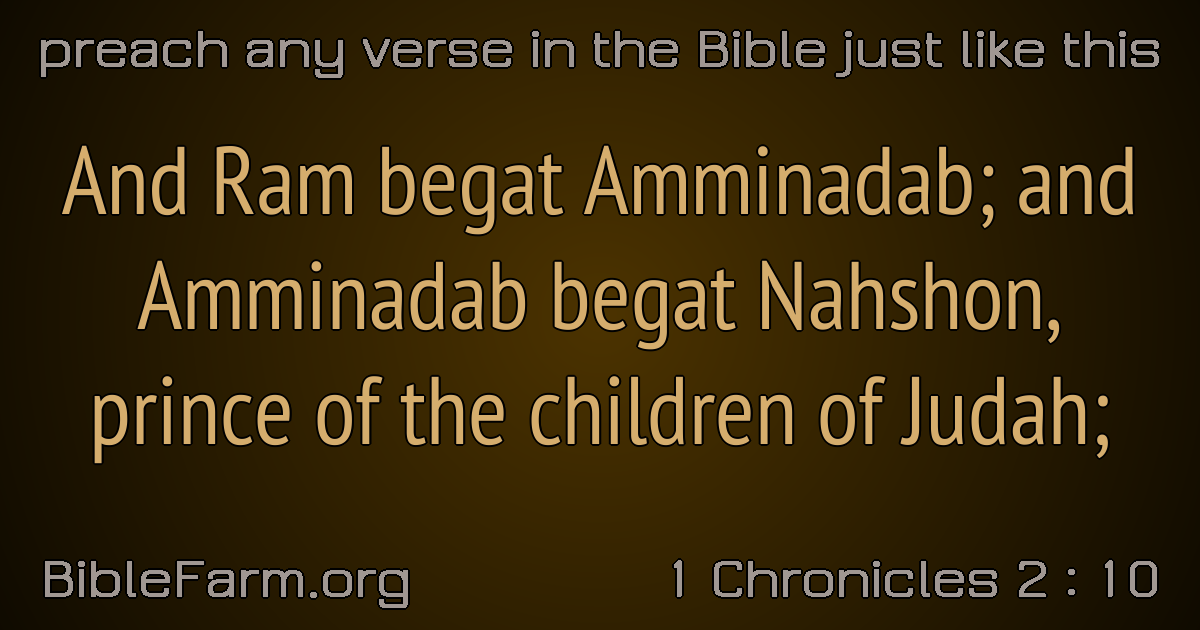 preach any verse in the Bible just like this
And Ram begat Amminadab; and
Amminadab begat Nahshon,
prince of the children of Judah;
BibleFarm.org
1 Chronicles 2 : 10